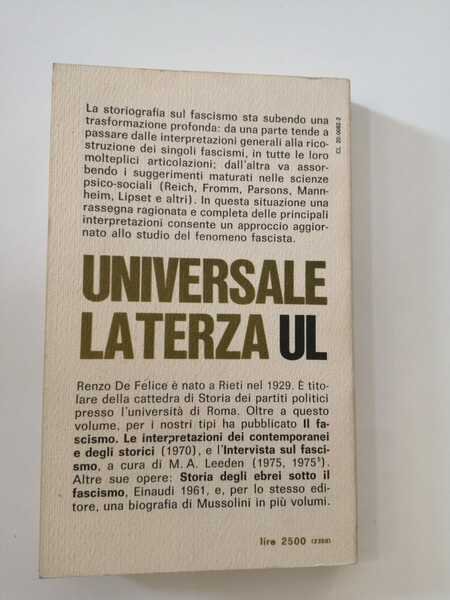 La storiografia sul fascismo sta subendo una
trasformazione profonda: da una parte tende a
passare dalle interpretazioni generali alla rico-
struzione dei singoli fascismi, in tutte le loro
molteplici articolazioni; dall'altra va assor-
bendo i suggerimenti maturati nelle scienze
psico-sociali (Reich, Fromm, Parsons, Mann-
heim, Lipset e altri). In questa situazione una
rassegna ragionata e completa delle principali
interpretazioni consente un approccio aggior-
nato allo studio del fenomeno fascista.
CL 20-0682-2
UNIVERSALE
LATERZA UL
Renzo De Felice è nato a Rieti nel 1929. È tito-
lare della cattedra di Storia dei partiti politici
presso l'università di Roma. Oltre a questo
volume, per i nostri tipi ha pubblicato Il fa-
scismo. Le interpretazioni dei contemporanei
e degli storici (1970), e l'Intervista sul fasci-
smo, a cura di M. A. Leeden (1975, 1975⁵).
Altre sue opere: Storia degli ebrei sotto il
fascismo, Einaudi 1961, e, per lo stesso edi-
tore, una biografia di Mussolini in più volumi.
lire 2500 (2358)